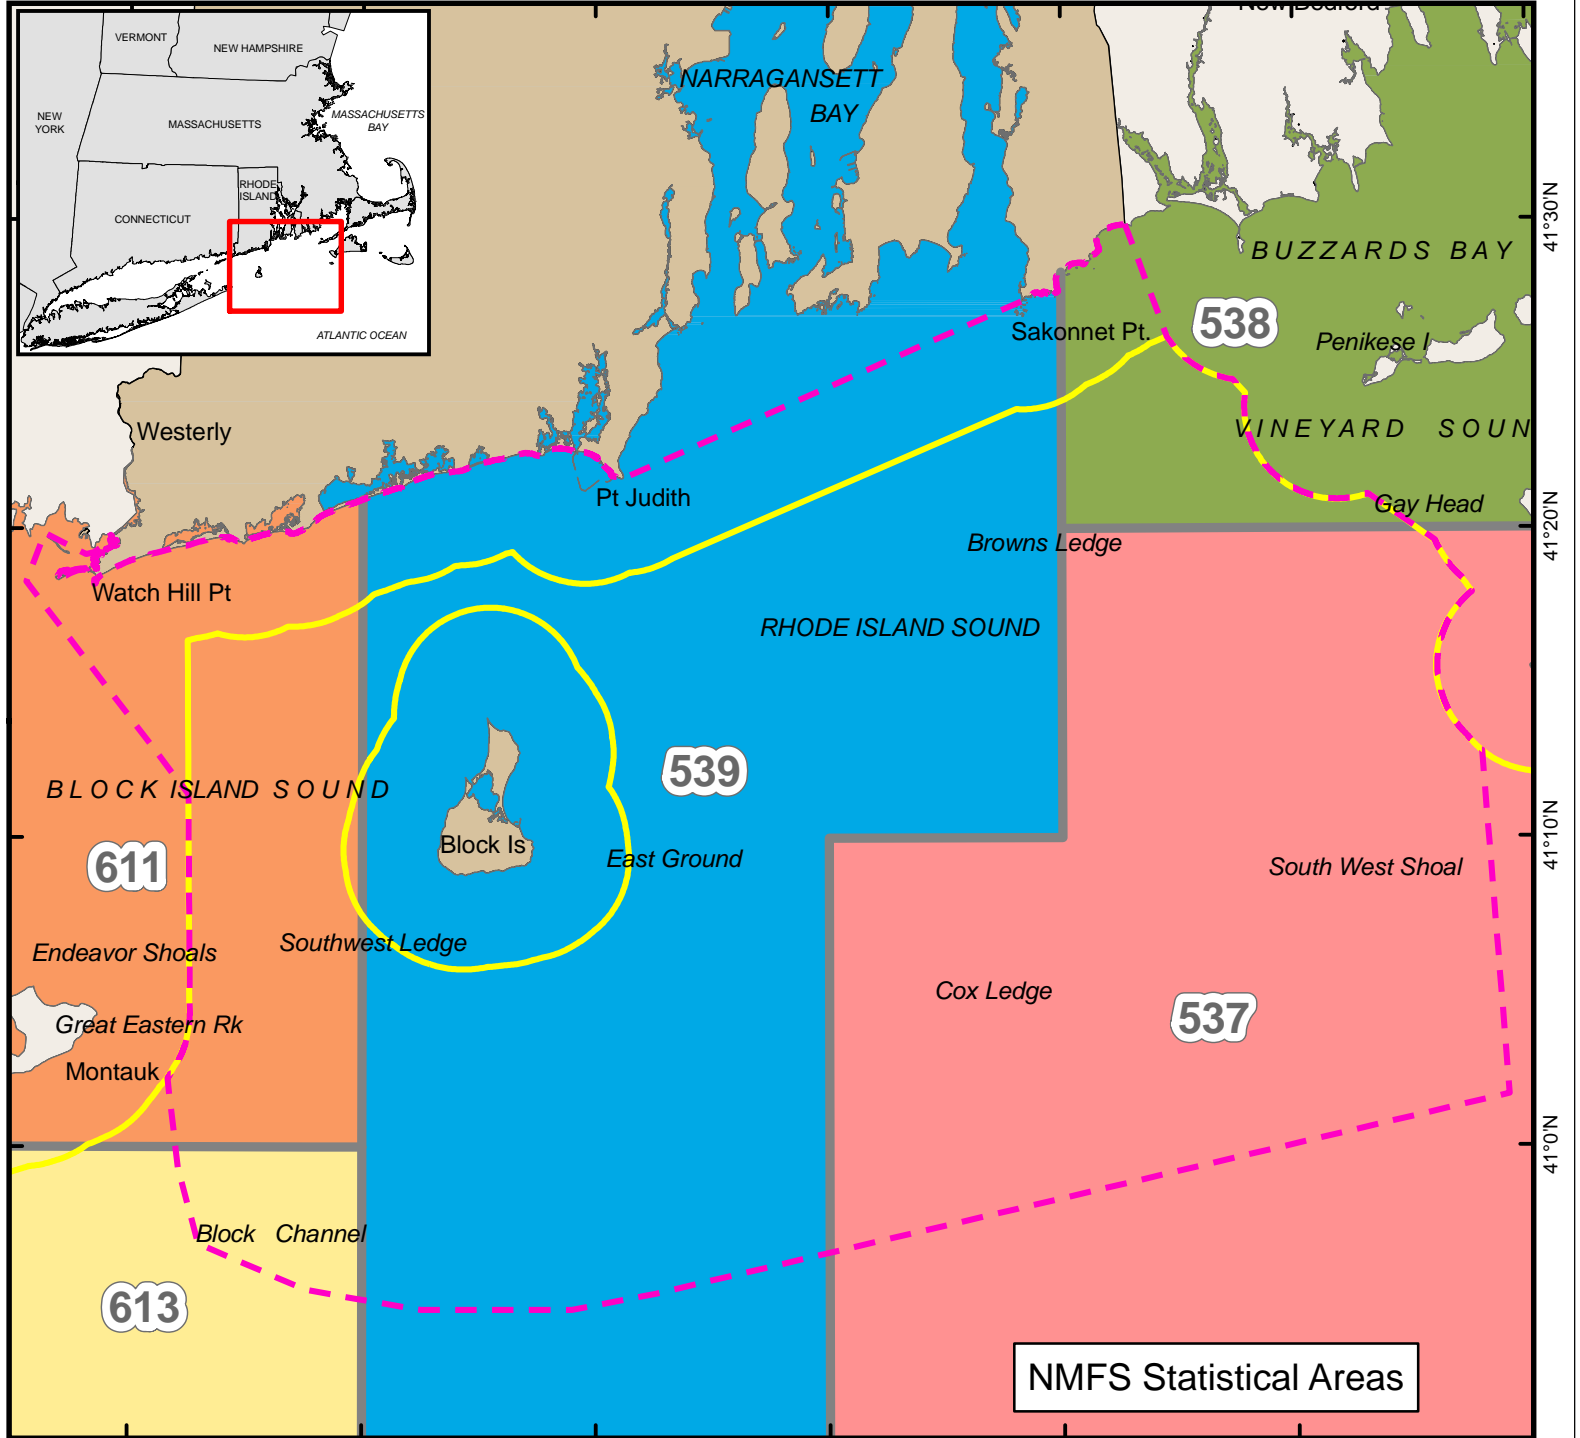 New Bedford
VERMONT
NEW HAMPSHIRE
NEW
YORK
MASSACHUSETTS
MASSACHUSETTS
BAY
RHODE
ISLAND
CONNECTICUT
ATLANTIC OCEAN
NARRAGANSETT
BAY
41°30'N
BUZZARDS BAY
538
Sakonnet Pt.
Penikese I
Westerly
VINEYARD SOUN
Pt Judith
Gay Head
41°20'N
Browns Ledge
Watch Hill Pt
RHODE ISLAND SOUND
539
BLOCK ISLAND SOUND
41°10'N
Block Is
East Ground
611
South West Shoal
Southwest Ledge
Endeavor Shoals
Cox Ledge
537
Great Eastern Rk
Montauk
41°0'N
Block Channel
613
NMFS Statistical Areas